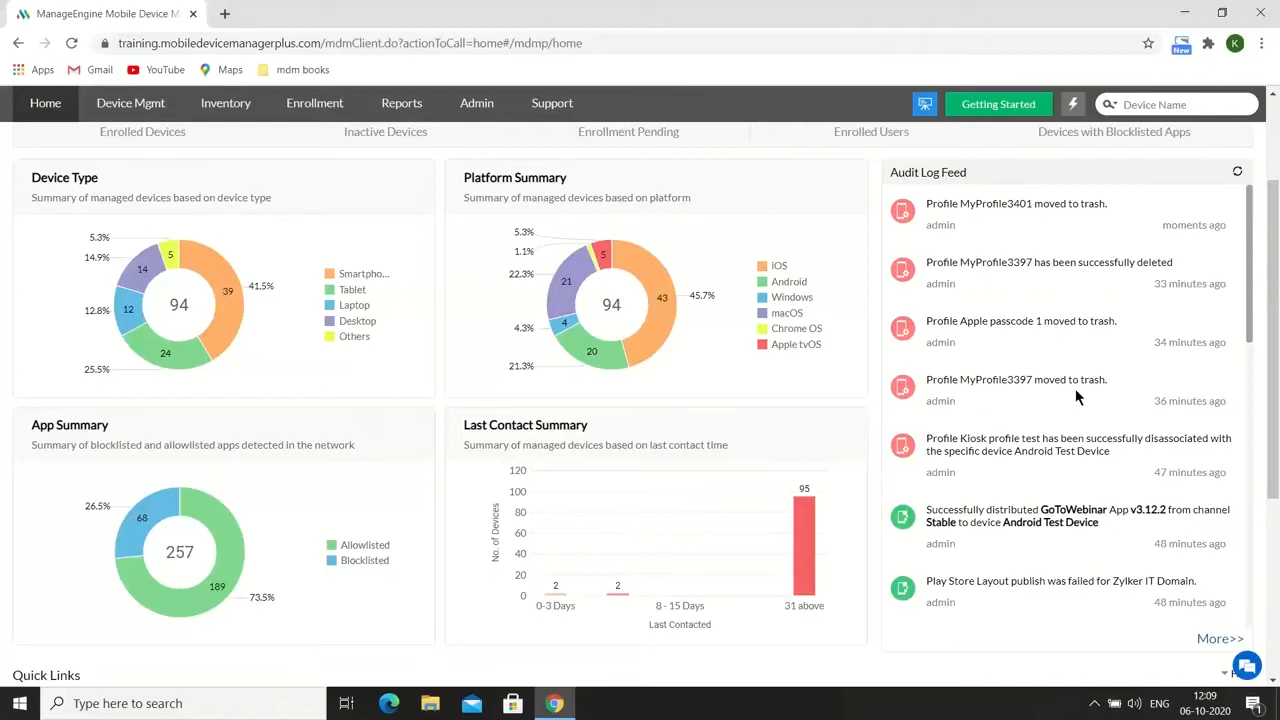 ManageEngine Mobile Device M
training.mobiledevicemanagerplus.com/mdmClient.do?actionToCall=home#/mdmp/home
New
K
Apps
Gmail
YouTube
Maps
mdm books
Home
Device Mgmt
Inventory
Enrollment
Reports
Admin
Support
Getting Started
Device Name
Enrolled Devices
Inactive Devices
Enrollment Pending
Enrolled Users
Devices with Blocklisted Apps
Device Type
Summary of managed devices based on device type
5.3%
14.9%
12.8%
25.5%
41.5%
5
14
12
24
39
94
Smartpho...
Tablet
Laptop
Desktop
Others
Platform Summary
Summary of managed devices based on platform
5.3%
1.1%
22.3%
4.3%
21.3%
45.7%
5
21
4
20
43
94
iOS
Android
Windows
macOS
Chrome OS
Apple tvOS
App Summary
Summary of blocklisted and allowlisted apps detected in the network
26.5%
68
257
189
73.5%
Allowlisted
Blocklisted
Last Contact Summary
Summary of managed devices based on last contact time
No. of Devices
120
100
80
60
40
20
0
2
2
95
0-3 Days
8 - 15 Days
31 above
Last Contacted
Audit Log Feed
Profile MyProfile3401 moved to trash.
admin
moments ago
Profile MyProfile3397 has been successfully deleted
admin
33 minutes ago
Profile Apple passcode 1 moved to trash.
admin
34 minutes ago
Profile MyProfile3397 moved to trash.
admin
36 minutes ago
Profile Kiosk profile test has been successfully disassociated with
the specific device Android Test Device
admin
47 minutes ago
Successfully distributed GoToWebinar App v3.12.2 from channel
Stable to device Android Test Device
admin
48 minutes ago
Play Store Layout publish was failed for Zylker IT Domain.
admin
48 minutes ago
More>>
Quick Links
Type here to search
ENG
12:09
06-10-2020
1